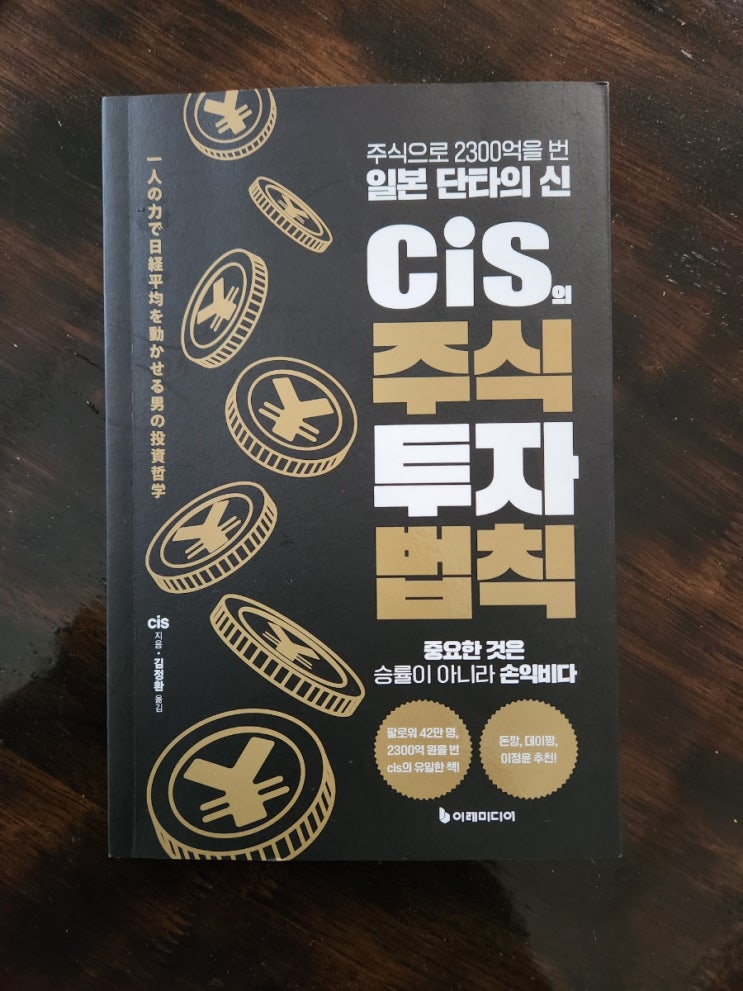 주식으로 2300억을 번
일본 단타의 신
cis의
주식
투자
법칙
중요한 것은
승률이 아니라 손익비다
팔로워 42만 명,
2300억 원을 번
cis의 유일한 책!
돈깡, 데이짱,
이정윤 추천!
이레미디어
一人の力で日経平均を動かせる男の投資哲学
cis 지음 · 김정환 옮김